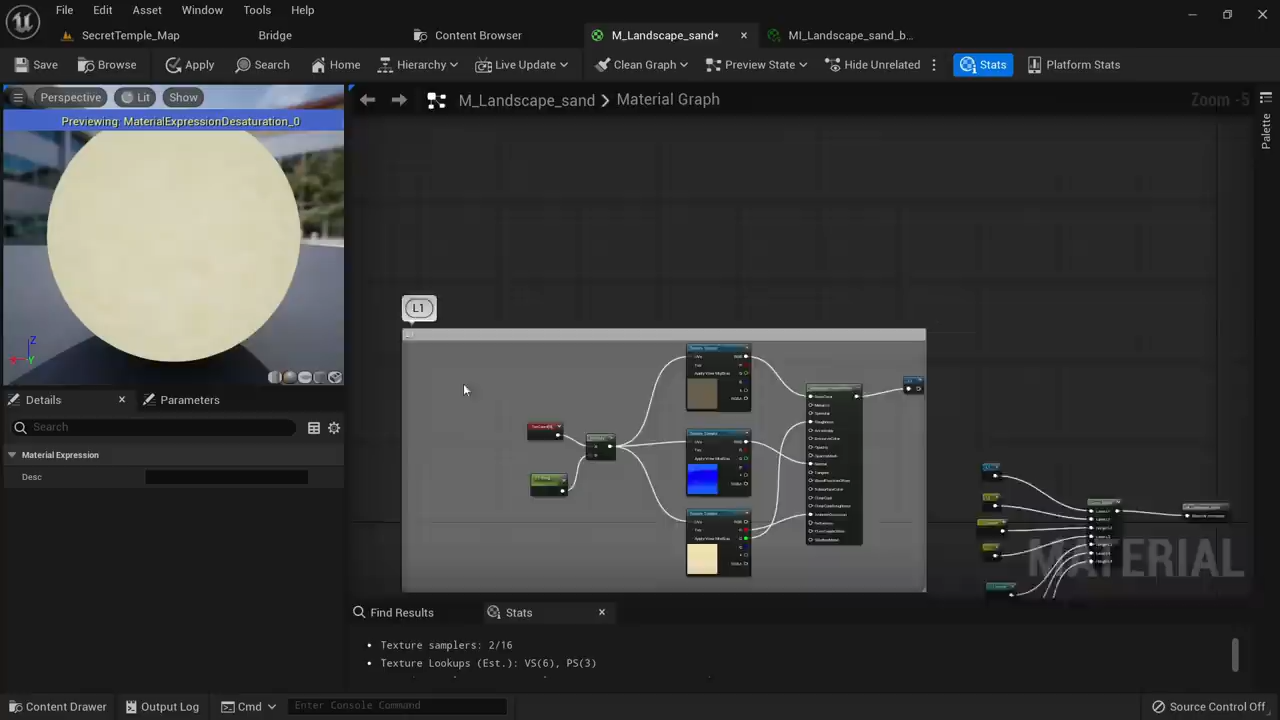 File Edit Asset Window Tools Help
SecretTemple_Map Bridge Content Browser M_Landscape_sand* MI_Landscape_sand_b...
Save Browse Apply Search Home Hierarchy Live Update Clean Graph Preview State Hide Unrelated Stats Platform Stats
Perspective Lit Show
M_Landscape_sand Material Graph Zoom -5
Palette
Previewing: MaterialExpressionDesaturation_0
L1
Z
Y
Details Parameters
Search
Material Expression
Desc
MATERIAL
Find Results Stats
Texture samplers: 2/16
Texture Lookups (Est.): VS(6), PS(3)
Content Drawer Output Log Cmd Enter Console Command Source Control Off